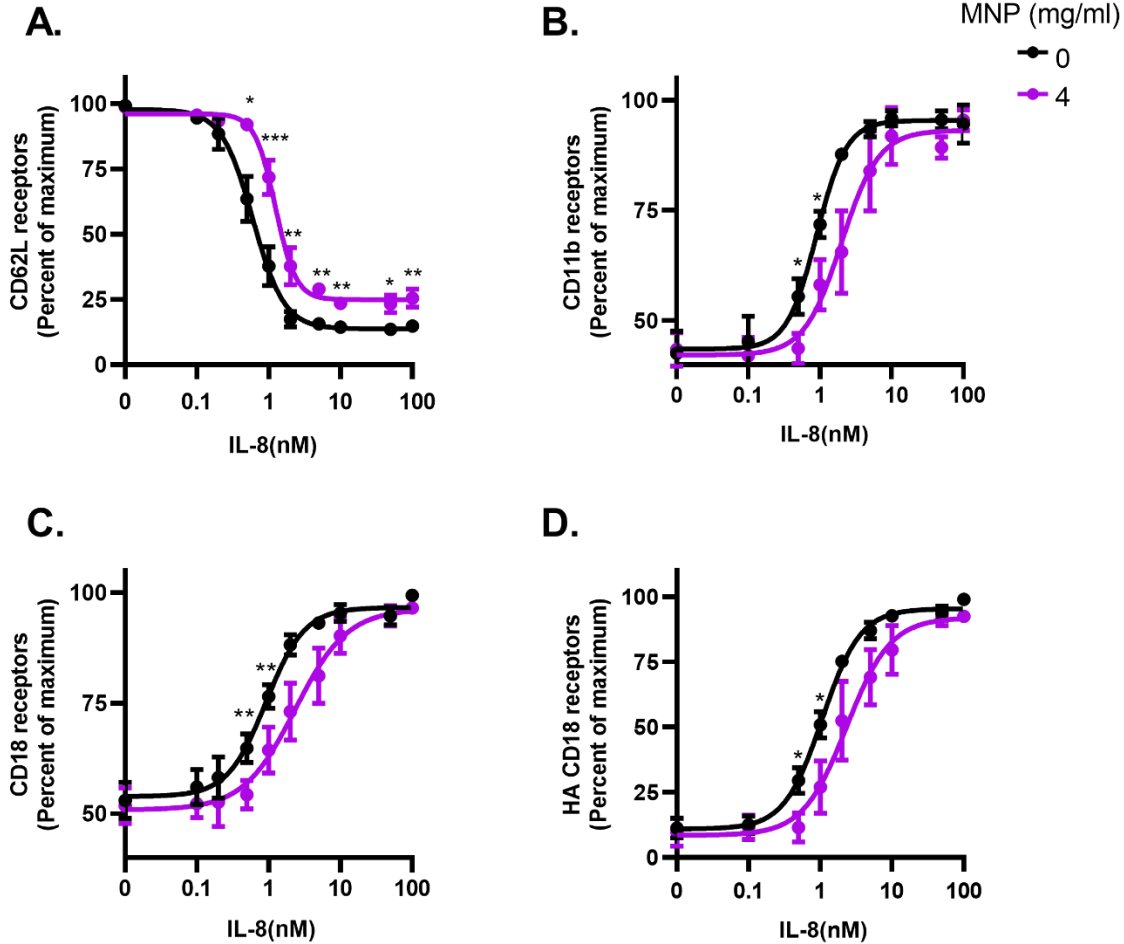 A.
B.
MNP (mg/ml)
0
4
CD62L receptors
(Percent of maximum)
100
75
50
25
0
*
***
**
**
**
*
**
0 0.1 1 10 100
IL-8(nM)
CD11b receptors
(Percent of maximum)
100
75
50
*
*
0 0.1 1 10 100
IL-8(nM)
C.
D.
CD18 receptors
(Percent of maximum)
100
75
50
**
**
0 0.1 1 10 100
IL-8(nM)
HA CD18 receptors
(Percent of maximum)
100
75
50
25
0
*
*
0 0.1 1 10 100
IL-8(nM)